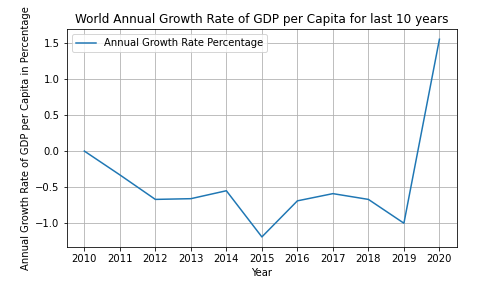 World Annual Growth Rate of GDP per Capita for last 10 years
Annual Growth Rate Percentage
Annual Growth Rate of GDP per Capita in Percentage
1.5
1.0
0.5
0.0
−0.5
−1.0
2010 2011 2012 2013 2014 2015 2016 2017 2018 2019 2020
Year